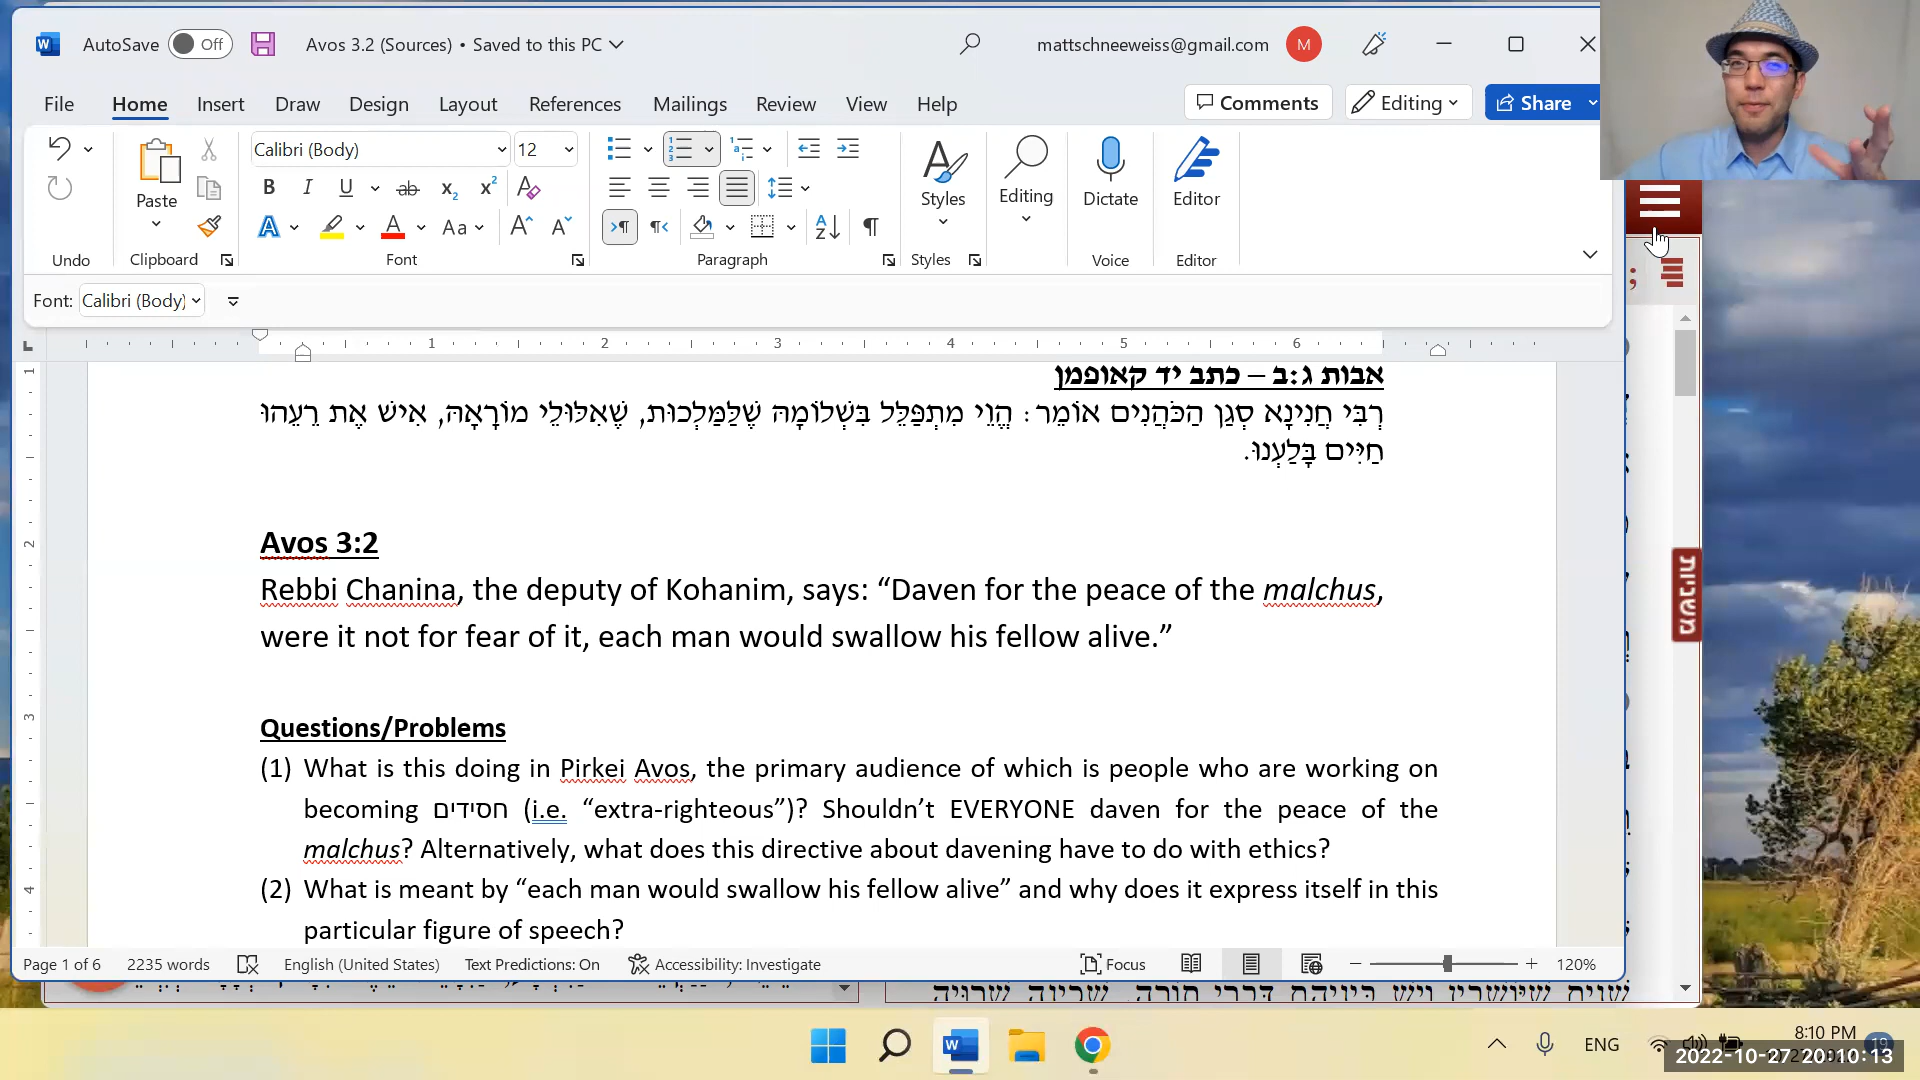 AutoSave Off Avos 3.2 (Sources) • Saved to this PC mattschneeweiss@gmail.com M
File Home Insert Draw Design Layout References Mailings Review View Help Comments Editing Share
Calibri (Body) 12
Paste Styles Editing Dictate Editor
Undo Clipboard Font Paragraph Styles Voice Editor
Font: Calibri (Body)
1 2 3 4 5 6
אבות ג:ב – כתב יד קאופמן
רְבִּי חֲנִינָא סְגַן הַכֹּהֲנִים אוֹמֵר: הֱוֵי מִתְפַּלֵּל בִּשְׁלוֹמָהּ שֶׁלַּמַּלְכוּת, שֶׁאִלּוּלֵי מוֹרָאָהּ, אִישׁ אֶת רֵעֵהוּ
חַיִּים בָּלַעְנוּ.
Avos 3:2
Rebbi Chanina, the deputy of Kohanim, says: “Daven for the peace of the malchus,
were it not for fear of it, each man would swallow his fellow alive.”
Questions/Problems
(1) What is this doing in Pirkei Avos, the primary audience of which is people who are working on
becoming חסידים (i.e. “extra-righteous”)? Shouldn’t EVERYONE daven for the peace of the
malchus? Alternatively, what does this directive about davening have to do with ethics?
(2) What is meant by “each man would swallow his fellow alive” and why does it express itself in this
particular figure of speech?
משניות
Page 1 of 6 2235 words English (United States) Text Predictions: On Accessibility: Investigate Focus 120%
ENG 8:10 PM
19
2022-10-27 20:10:13